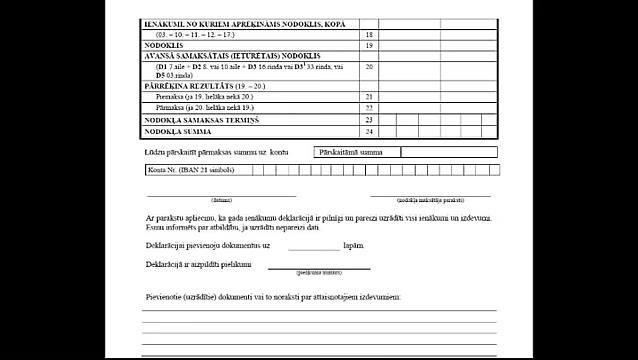 IENĀKUMI, NO KURIEM APRĒĶINĀMS NODOKLIS, KOPĀ
(03. – 10. – 11. – 12. – 17.) 18
NODOKLIS 19
AVANSĀ SAMAKSĀTAIS (IETURĒTAIS) NODOKLIS
(D1 7.aile + D2 8. vai 10.aile + D3 16.rinda vai D3¹ 33.rinda, vai 20
D5 03.rinda)
PĀRRĒĶINA REZULTĀTS (19. – 20.)
Piemaksa (ja 19. lielāka nekā 20.) 21
Pārmaksa (ja 20. lielāka nekā 19.) 22
NODOKĻA SAMAKSAS TERMIŅŠ 23
NODOKĻA SUMMA 24
Lūdzu pārskaitīt pārmaksas summu uz kontu Pārskaitāmā summa
Konta Nr. (IBAN 21 simbols)
(datums) (nodokļa maksātāja paraksts)
Ar parakstu apliecinu, ka gada ienākumu deklarācijā ir pilnīgi un pareizi uzrādīti visi ienākumi un izdevumi.
Esmu informēts par atbildību, ja uzrādīti nepareizi dati.
Deklarācijai pievienoju dokumentus uz lapām.
Deklarācijā ir aizpildīti pielikumi
(pielikuma numurs)
Pievienotie (uzrādītie) dokumenti vai to noraksti par attaisnotajiem izdevumiem: